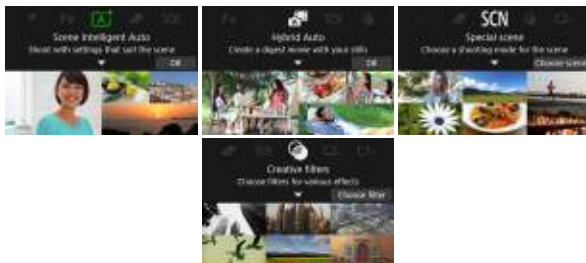 A+
Scene Intelligent Auto
Shoot with settings that suit the scene
OK
Hybrid Auto
Create a digest movie with your stills
OK
SCN
Special scene
Choose a shooting mode for the scene
Choose scene
Creative filters
Choose filters for various effects
Choose filter